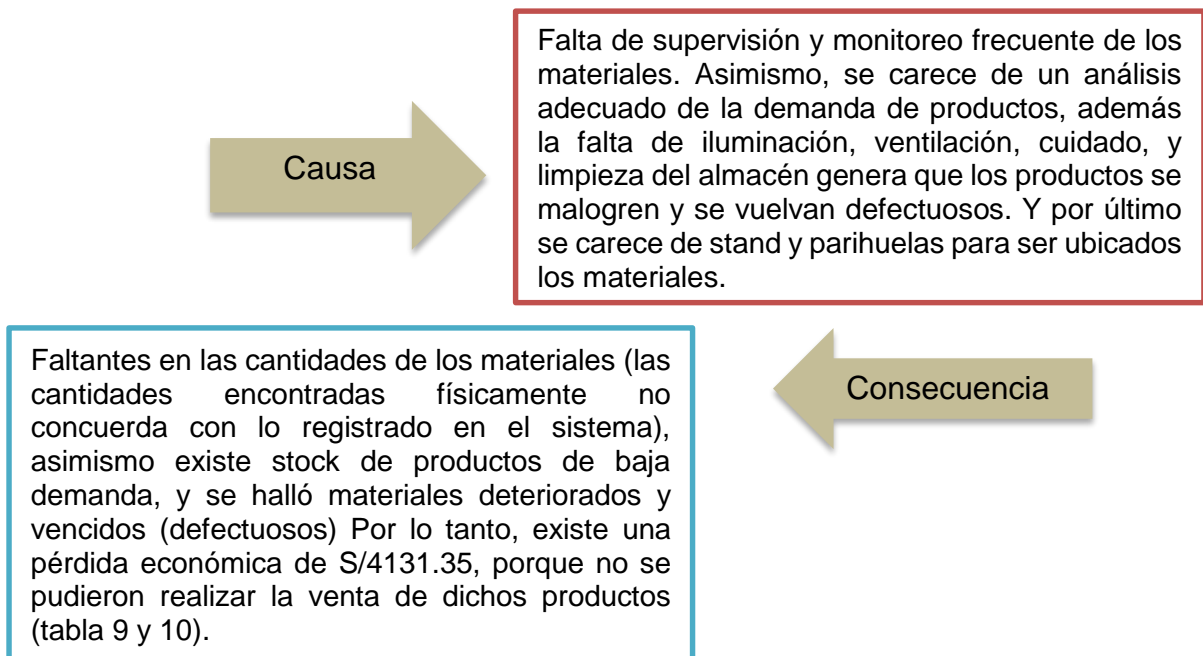 Causa
Falta de supervisión y monitoreo frecuente de los
materiales. Asimismo, se carece de un análisis
adecuado de la demanda de productos, además
la falta de iluminación, ventilación, cuidado, y
limpieza del almacén genera que los productos se
malogren y se vuelvan defectuosos. Y por último
se carece de stand y parihuelas para ser ubicados
los materiales.
Consecuencia
Faltantes en las cantidades de los materiales (las
cantidades encontradas físicamente no
concuerda con lo registrado en el sistema),
asimismo existe stock de productos de baja
demanda, y se halló materiales deteriorados y
vencidos (defectuosos) Por lo tanto, existe una
pérdida económica de S/4131.35, porque no se
pudieron realizar la venta de dichos productos
(tabla 9 y 10).